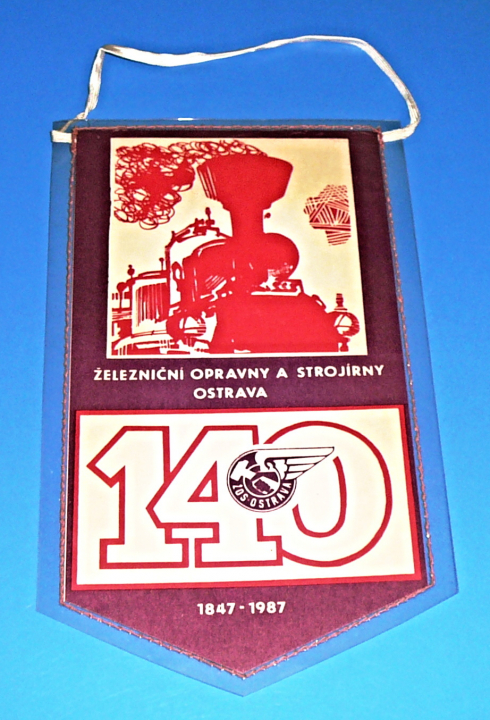 ŽELEZNIČNÍ OPRAVNY A STROJÍRNY
OSTRAVA
140
ŽOS-OSTRAVA
1847-1987